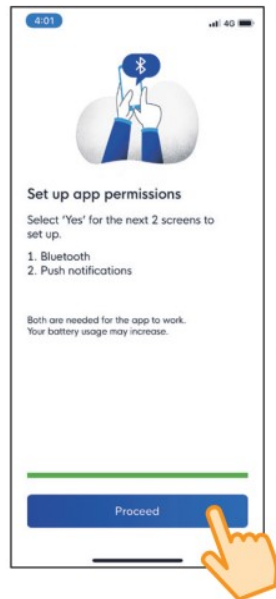 4:01
4G
Set up app permissions
Select ‘Yes’ for the next 2 screens to
set up.
1. Bluetooth
2. Push notifications
Both are needed for the app to work.
Your battery usage may increase.
Proceed